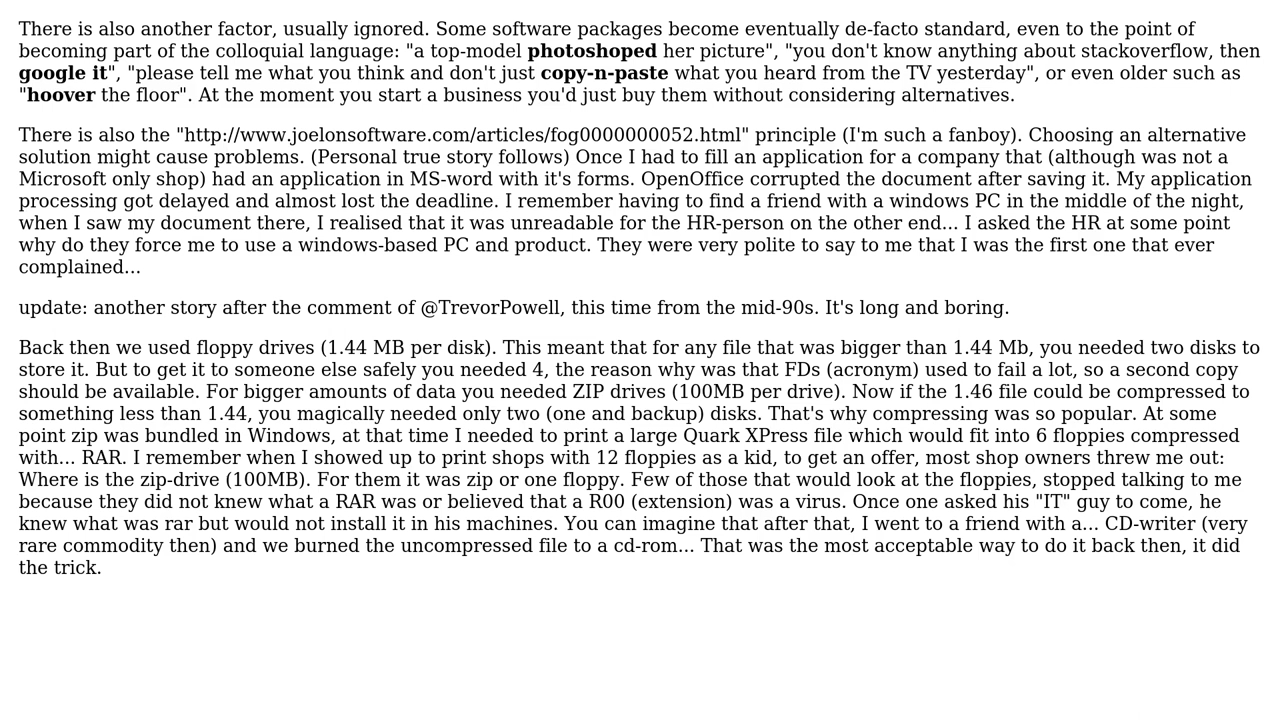 There is also another factor, usually ignored. Some software packages become eventually de-facto standard, even to the point of
becoming part of the colloquial language: "a top-model photoshoped her picture", "you don't know anything about stackoverflow, then
google it", "please tell me what you think and don't just copy-n-paste what you heard from the TV yesterday", or even older such as
"hoover the floor". At the moment you start a business you'd just buy them without considering alternatives.
There is also the "http://www.joelonsoftware.com/articles/fog0000000052.html" principle (I'm such a fanboy). Choosing an alternative
solution might cause problems. (Personal true story follows) Once I had to fill an application for a company that (although was not a
Microsoft only shop) had an application in MS-word with it's forms. OpenOffice corrupted the document after saving it. My application
processing got delayed and almost lost the deadline. I remember having to find a friend with a windows PC in the middle of the night,
when I saw my document there, I realised that it was unreadable for the HR-person on the other end... I asked the HR at some point
why do they force me to use a windows-based PC and product. They were very polite to say to me that I was the first one that ever
complained...
update: another story after the comment of @TrevorPowell, this time from the mid-90s. It's long and boring.
Back then we used floppy drives (1.44 MB per disk). This meant that for any file that was bigger than 1.44 Mb, you needed two disks to
store it. But to get it to someone else safely you needed 4, the reason why was that FDs (acronym) used to fail a lot, so a second copy
should be available. For bigger amounts of data you needed ZIP drives (100MB per drive). Now if the 1.46 file could be compressed to
something less than 1.44, you magically needed only two (one and backup) disks. That's why compressing was so popular. At some
point zip was bundled in Windows, at that time I needed to print a large Quark XPress file which would fit into 6 floppies compressed
with... RAR. I remember when I showed up to print shops with 12 floppies as a kid, to get an offer, most shop owners threw me out:
Where is the zip-drive (100MB). For them it was zip or one floppy. Few of those that would look at the floppies, stopped talking to me
because they did not knew what a RAR was or believed that a R00 (extension) was a virus. Once one asked his "IT" guy to come, he
knew what was rar but would not install it in his machines. You can imagine that after that, I went to a friend with a... CD-writer (very
rare commodity then) and we burned the uncompressed file to a cd-rom... That was the most acceptable way to do it back then, it did
the trick.